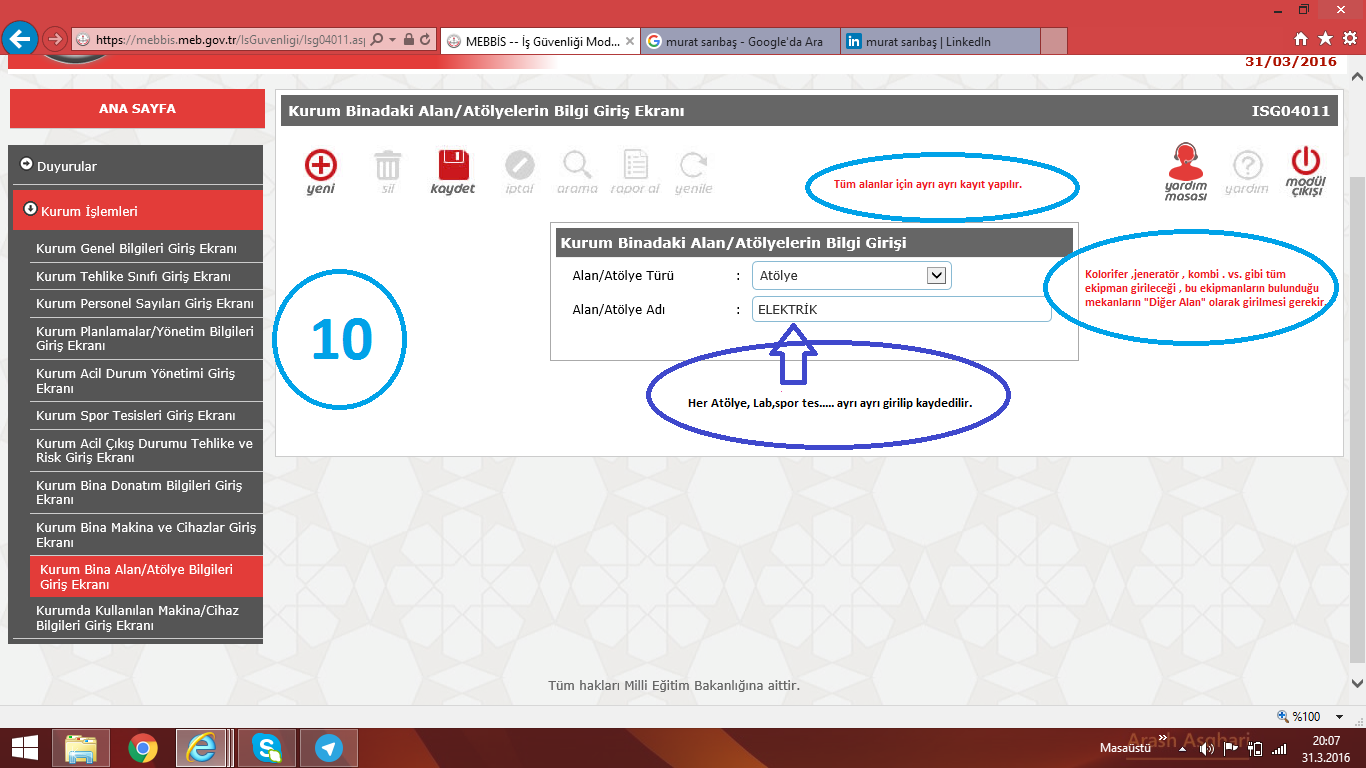 https://mebbis.meb.gov.tr/IsGuvenligi/Isg04011.asp
MEBBİS -- İş Güvenliği Mod...
murat sarıbaş - Google'da Ara
murat sarıbaş | LinkedIn
31/03/2016
ANA SAYFA
Duyurular
Kurum İşlemleri
Kurum Genel Bilgileri Giriş Ekranı
Kurum Tehlike Sınıfı Giriş Ekranı
Kurum Personel Sayıları Giriş Ekranı
Kurum Planlamalar/Yönetim Bilgileri
Giriş Ekranı
Kurum Acil Durum Yönetimi Giriş
Ekranı
Kurum Spor Tesisleri Giriş Ekranı
Kurum Acil Çıkış Durumu Tehlike ve
Risk Giriş Ekranı
Kurum Bina Donatım Bilgileri Giriş
Ekranı
Kurum Bina Makina ve Cihazlar Giriş
Ekranı
Kurum Bina Alan/Atölye Bilgileri
Giriş Ekranı
Kurumda Kullanılan Makina/Cihaz
Bilgileri Giriş Ekranı
Kurum Binadaki Alan/Atölyelerin Bilgi Giriş Ekranı
ISG04011
yeni
sil
kaydet
iptal
arama
rapor al
yenile
Tüm alanlar için ayrı ayrı kayıt yapılır.
yardım
masası
yardım
modül
çıkışı
Kurum Binadaki Alan/Atölyelerin Bilgi Girişi
Alan/Atölye Türü : Atölye
Alan/Atölye Adı : ELEKTRİK
Kolorifer ,jeneratör , kombi . vs. gibi tüm
ekipman girileceği , bu ekipmanların bulunduğu
mekanların "Diğer Alan" olarak girilmesi gerekir.
10
Her Atölye, Lab,spor tes..... ayrı ayrı girilip kaydedilir.
Tüm hakları Milli Eğitim Bakanlığına aittir.
%100
Arash Asghari
Masaüstü
20:07
31.3.2016